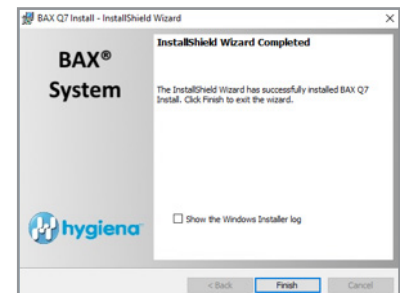 BAX Q7 Install - InstallShield Wizard
BAX®
System
InstallShield Wizard Completed
The InstallShield Wizard has successfully installed BAX Q7
Install. Click Finish to exit the wizard.
Show the Windows Installer log
hygiena
< Back
Finish
Cancel